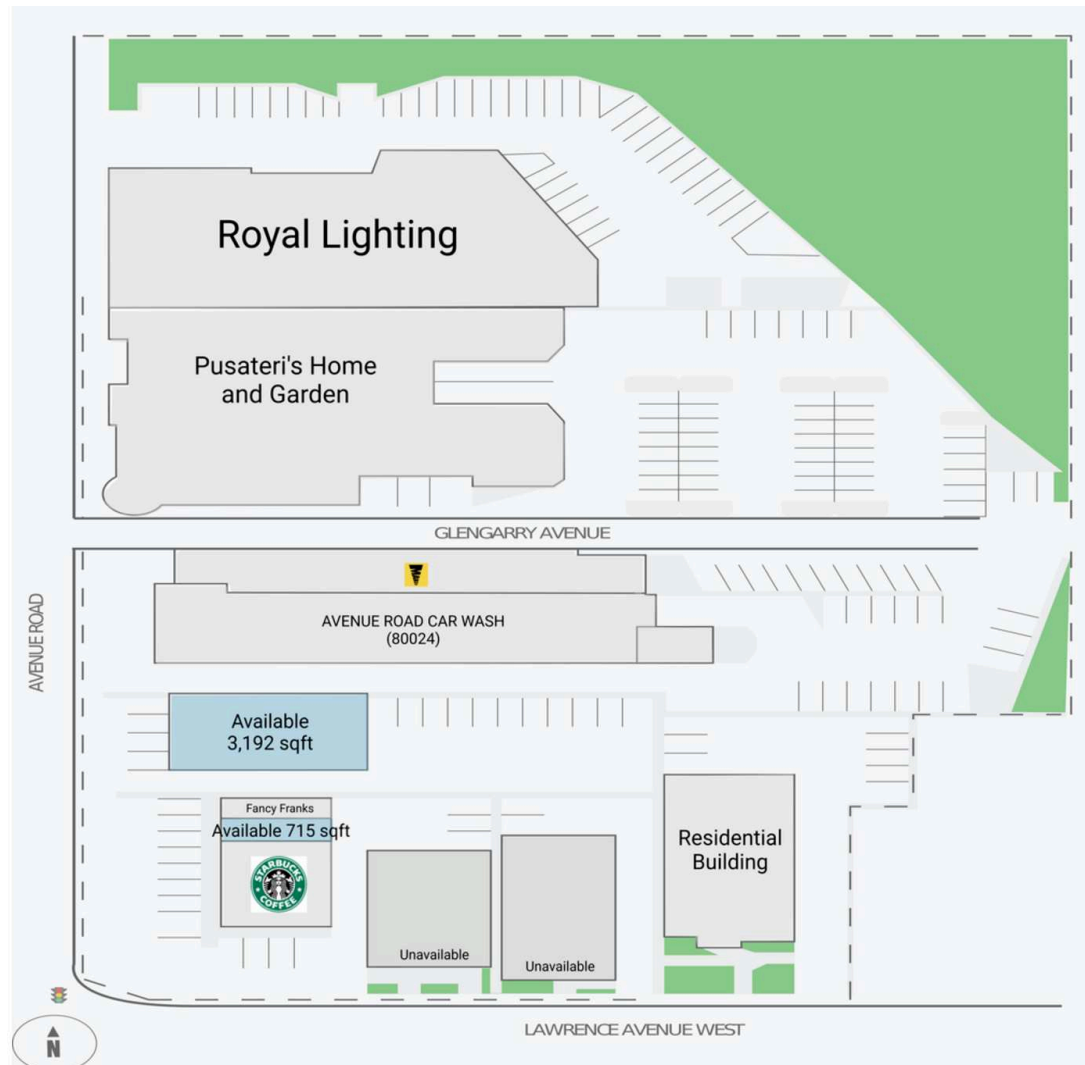 Royal Lighting
Pusateri's Home
and Garden
GLENGARRY AVENUE
AVENUE ROAD CAR WASH
(80024)
AVENUE ROAD
Available
3,192 sqft
Fancy Franks
Available 715 sqft
STARBUCKS
COFFEE
Residential
Building
Unavailable
Unavailable
LAWRENCE AVENUE WEST
N